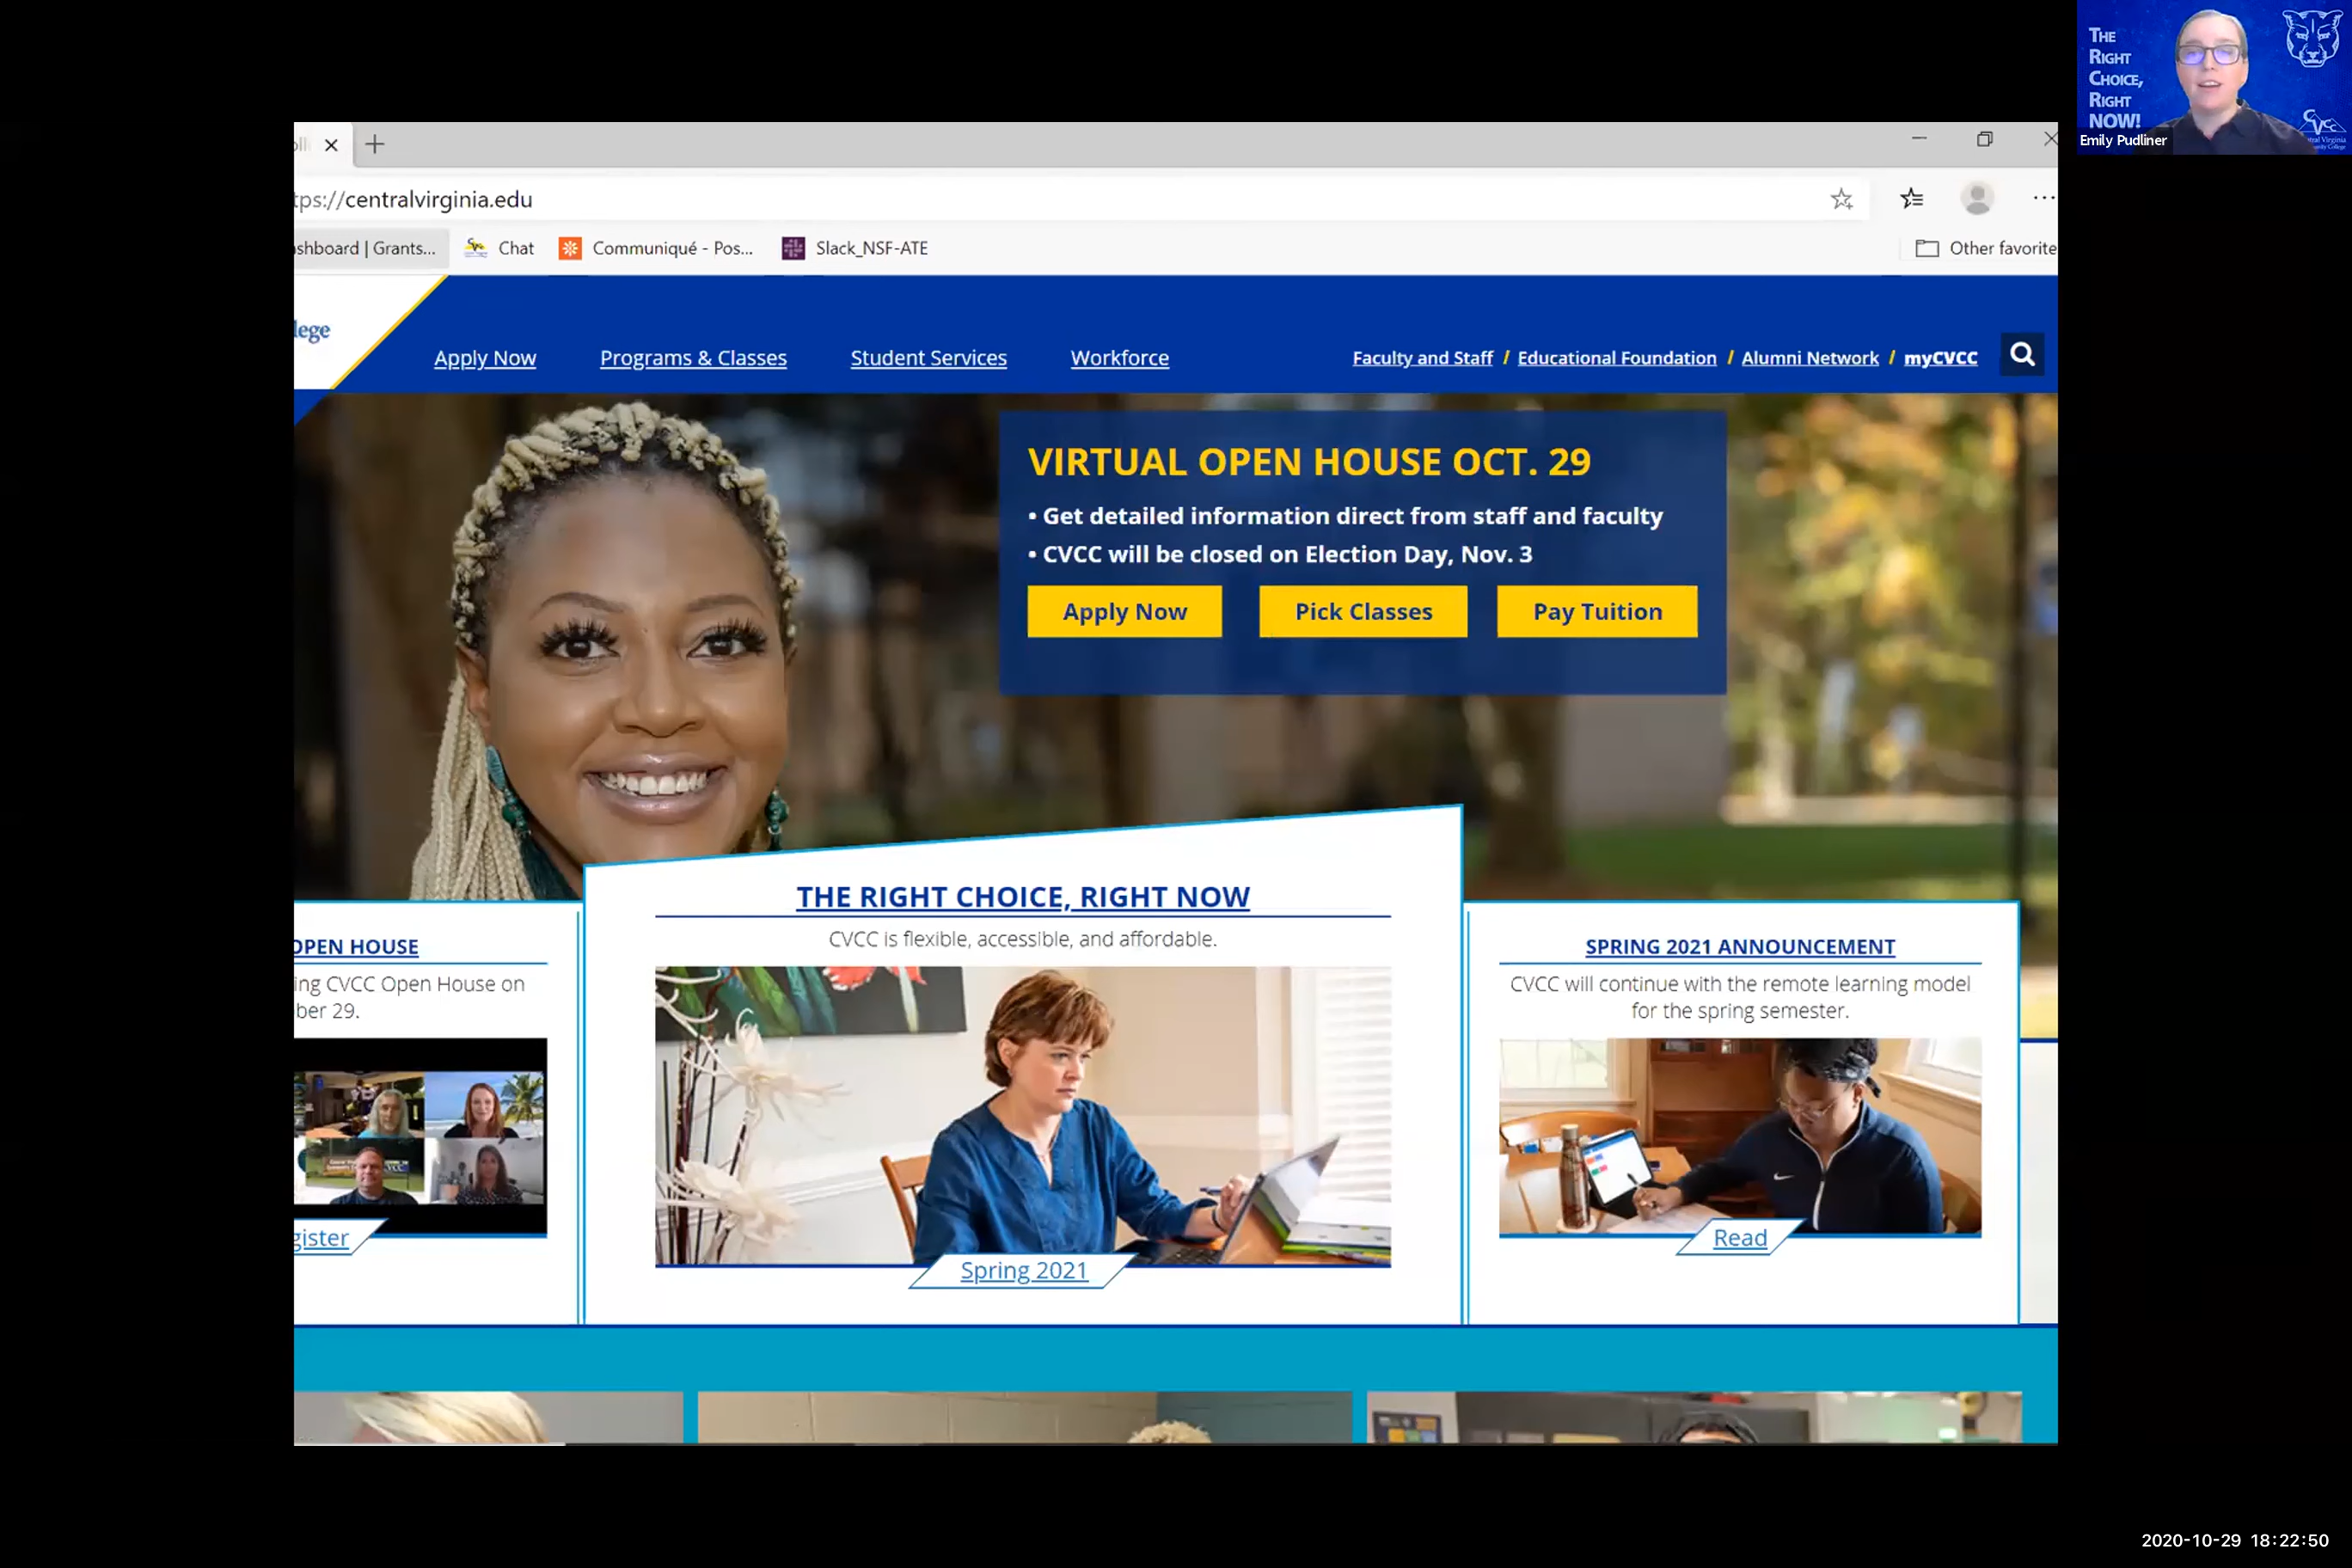 THE
RIGHT
CHOICE,
RIGHT
NOW!
Emily Pudliner
CVCC
tps://centralvirginia.edu
shboard | Grants...
Chat
Communiqué - Pos...
Slack_NSF-ATE
Other favorite
lege
Apply Now
Programs & Classes
Student Services
Workforce
Faculty and Staff / Educational Foundation / Alumni Network / myCVCC
VIRTUAL OPEN HOUSE OCT. 29
• Get detailed information direct from staff and faculty
• CVCC will be closed on Election Day, Nov. 3
Apply Now
Pick Classes
Pay Tuition
OPEN HOUSE
ing CVCC Open House on
ber 29.
gister
THE RIGHT CHOICE, RIGHT NOW
CVCC is flexible, accessible, and affordable.
Spring 2021
SPRING 2021 ANNOUNCEMENT
CVCC will continue with the remote learning model
for the spring semester.
Read
2020-10-29 18:22:50